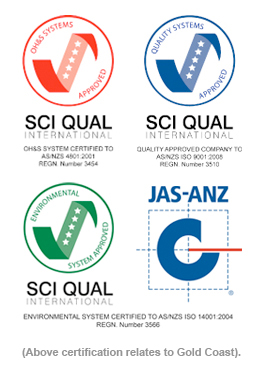 OH&S SYSTEMS
APPROVED
SCI QUAL
INTERNATIONAL
OH&S SYSTEM CERTIFIED TO
AS/NZS 4801:2001
REGN. Number 3454
QUALITY SYSTEMS
APPROVED
SCI QUAL
INTERNATIONAL
QUALITY APPROVED COMPANY TO
AS/NZS ISO 9001:2008
REGN. Number 3510
ENVIRONMENTAL
SYSTEM APPROVED
SCI QUAL
INTERNATIONAL
JAS-ANZ
®
ENVIRONMENTAL SYSTEM CERTIFIED TO AS/NZS ISO 14001:2004
REGN. Number 3566
(Above certification relates to Gold Coast).